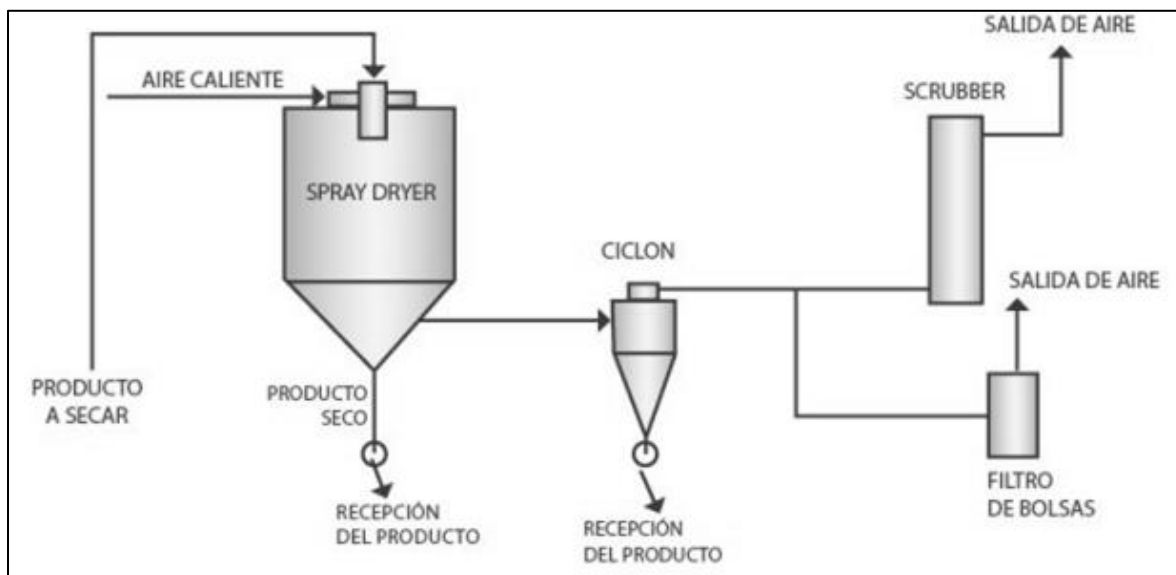 SALIDA DE AIRE
AIRE CALIENTE
SCRUBBER
SPRAY DRYER
CICLON
SALIDA DE AIRE
PRODUCTO
A SECAR
PRODUCTO
SECO
RECEPCIÓN
DEL PRODUCTO
RECEPCIÓN
DEL PRODUCTO
FILTRO
DE BOLSAS